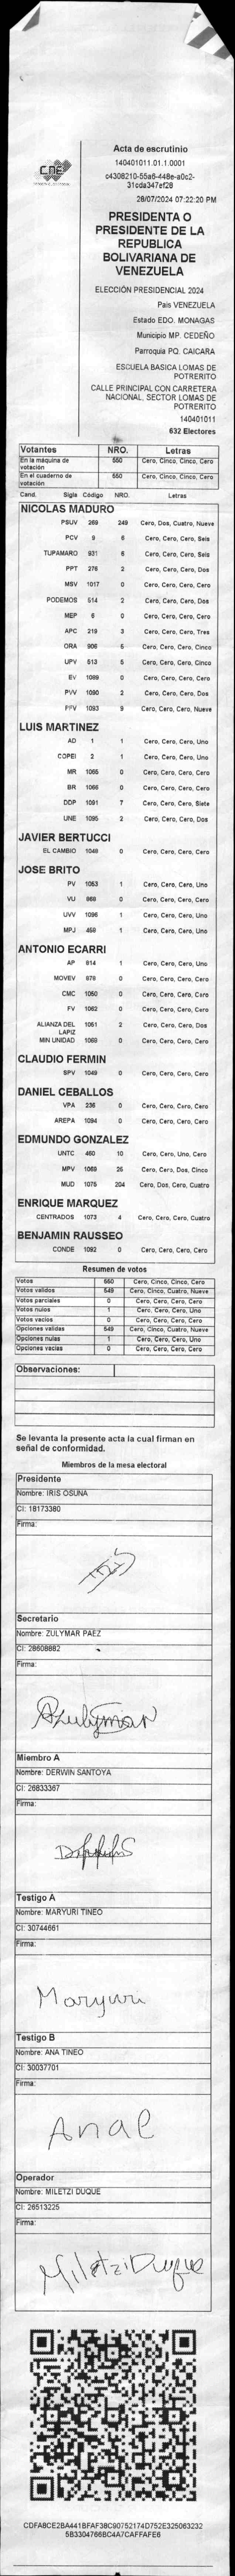 CNE
Acta de escrutinio
140401011.01.1.0001
c4308210-55a6-448e-a0c2-
31cda347ef28
28/07/2024 07:22:20 PM
PRESIDENTA O
PRESIDENTE DE LA
REPUBLICA
BOLIVARIANA DE
VENEZUELA
ELECCIÓN PRESIDENCIAL 2024
Pais VENEZUELA
Estado EDO. MONAGAS
Municipio MP. CEDEÑO
Parroquia PQ. CAICARA
ESCUELA BASICA LOMAS DE
POTRERITO
CALLE PRINCIPAL CON CARRETERA
NACIONAL, SECTOR LOMAS DE
POTRERITO
140401011
632 Electores
Votantes NRO. Letras
En la máquina de votación 550 Cero, Cinco, Cinco, Cero
En el cuaderno de votación 550 Cero, Cinco, Cinco, Cero
Cand. Sigla Código NRO. Letras
NICOLAS MADURO
PSUV 269 249 Cero, Dos, Cuatro, Nueve
PCV 9 6 Cero, Cero, Cero, Seis
TUPAMARO 931 6 Cero, Cero, Cero, Seis
PPT 276 2 Cero, Cero, Cero, Dos
MSV 1017 0 Cero, Cero, Cero, Cero
PODEMOS 514 2 Cero, Cero, Cero, Dos
MEP 6 0 Cero, Cero, Cero, Cero
APC 219 3 Cero, Cero, Cero, Tres
ORA 906 5 Cero, Cero, Cero, Cinco
UPV 513 5 Cero, Cero, Cero, Cinco
EV 1089 0 Cero, Cero, Cero, Cero
PVV 1090 2 Cero, Cero, Cero, Dos
FFV 1093 9 Cero, Cero, Cero, Nueve
LUIS MARTINEZ
AD 1 1 Cero, Cero, Cero, Uno
COPEI 2 1 Cero, Cero, Cero, Uno
MR 1065 0 Cero, Cero, Cero, Cero
BR 1066 0 Cero, Cero, Cero, Cero
DDP 1091 7 Cero, Cero, Cero, Siete
UNE 1095 2 Cero, Cero, Cero, Dos
JAVIER BERTUCCI
EL CAMBIO 1048 0 Cero, Cero, Cero, Cero
JOSE BRITO
PV 1053 1 Cero, Cero, Cero, Uno
VU 868 0 Cero, Cero, Cero, Cero
UVV 1096 1 Cero, Cero, Cero, Uno
MPJ 458 1 Cero, Cero, Cero, Uno
ANTONIO ECARRI
AP 814 1 Cero, Cero, Cero, Uno
MOVEV 878 0 Cero, Cero, Cero, Cero
CMC 1050 0 Cero, Cero, Cero, Cero
FV 1062 0 Cero, Cero, Cero, Cero
ALIANZA DEL LAPIZ 1061 2 Cero, Cero, Cero, Dos
MIN UNIDAD 1069 0 Cero, Cero, Cero, Cero
CLAUDIO FERMIN
SPV 1049 0 Cero, Cero, Cero, Cero
DANIEL CEBALLOS
VPA 236 0 Cero, Cero, Cero, Cero
AREPA 1094 0 Cero, Cero, Cero, Cero
EDMUNDO GONZALEZ
UNTC 460 10 Cero, Cero, Uno, Cero
MPV 1068 25 Cero, Cero, Dos, Cinco
MUD 1075 204 Cero, Dos, Cero, Cuatro
ENRIQUE MARQUEZ
CENTRADOS 1073 4 Cero, Cero, Cero, Cuatro
BENJAMIN RAUSSEO
CONDE 1092 0 Cero, Cero, Cero, Cero
Resumen de votos
Votos 550 Cero, Cinco, Cinco, Cero
Votos validos 549 Cero, Cinco, Cuatro, Nueve
Votos parciales 0 Cero, Cero, Cero, Cero
Votos nulos 1 Cero, Cero, Cero, Uno
Votos vacios 0 Cero, Cero, Cero, Cero
Opciones validas 549 Cero, Cinco, Cuatro, Nueve
Opciones nulas 1 Cero, Cero, Cero, Uno
Opciones vacias 0 Cero, Cero, Cero, Cero
Observaciones:
Se levanta la presente acta la cual firman en
señal de conformidad.
Miembros de la mesa electoral
Presidente
Nombre: IRIS OSUNA
CI: 18173380
Firma:
Secretario
Nombre: ZULYMAR PAEZ
CI: 28608882
Firma:
Zulymar
Miembro A
Nombre: DERWIN SANTOYA
CI: 26833367
Firma:
Testigo A
Nombre: MARYURI TINEO
CI: 30744661
Firma:
Maryuri
Testigo B
Nombre: ANA TINEO
CI: 30037701
Firma:
Anal
Operador
Nombre: MILETZI DUQUE
CI: 26513225
Firma:
Miletzi Duque
CDFA8CE2BA441BFAF38C90752174D752E325063232
5B3304766BC4A7CAFFAFE6